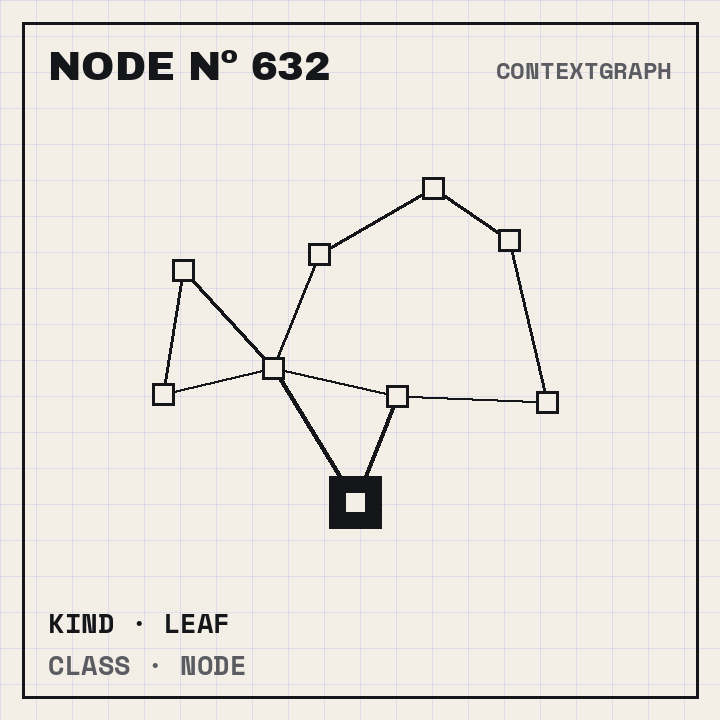 NODE Nº 632
CONTEXTGRAPH
KIND · LEAF
CLASS · NODE